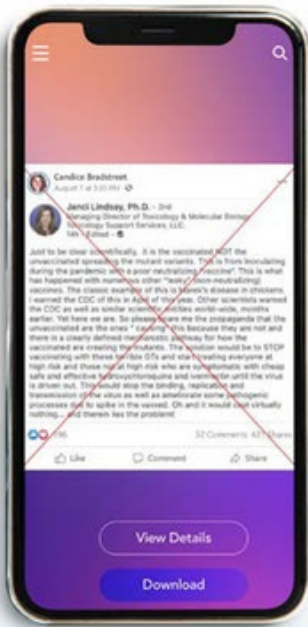 Candice Bradstreet
August 7 at 5:05 PM
Janci Lindsay, Ph.D. · 3rd
Managing Director of Toxicology & Molecular Biology
Toxicology Support Services, LLC.
14h · Edited ·
Just to be clear scientifically, it is the vaccinated NOT the
unvaccinated spreading the mutant variants. This is from inoculating
during the pandemic with a poor neutralizing "vaccine". This is what
has happened with numerous other "leaky" (non-neutralizing)
vaccines. The classic example of this is Marek's disease in chickens.
I warned the CDC of this in April of this year. Other scientists warned
the CDC as well as similar scientific entities world-wide, months
earlier. Yet here we are. So please ignore the propaganda that the
unvaccinated are the ones "causing" this because they are not and
there is a clearly defined mechanistic pathway for how the
vaccinated are creating the mutants. The solution would be to STOP
vaccinating with these terrible GTs and start treating everyone at
high risk and those not at high risk who are symptomatic with cheap
safe and effective hydroxychloroquine and ivermectin until the virus
is driven out. This would stop the binding, replication and
transmission of the virus as well as ameliorate some pathogenic
processes due to spike in the vaxxed. Oh and it would cost virtually
nothing... and therein lies the problem!
196
32 Comments 427 Shares
Like
Comment
Share
View Details
Download